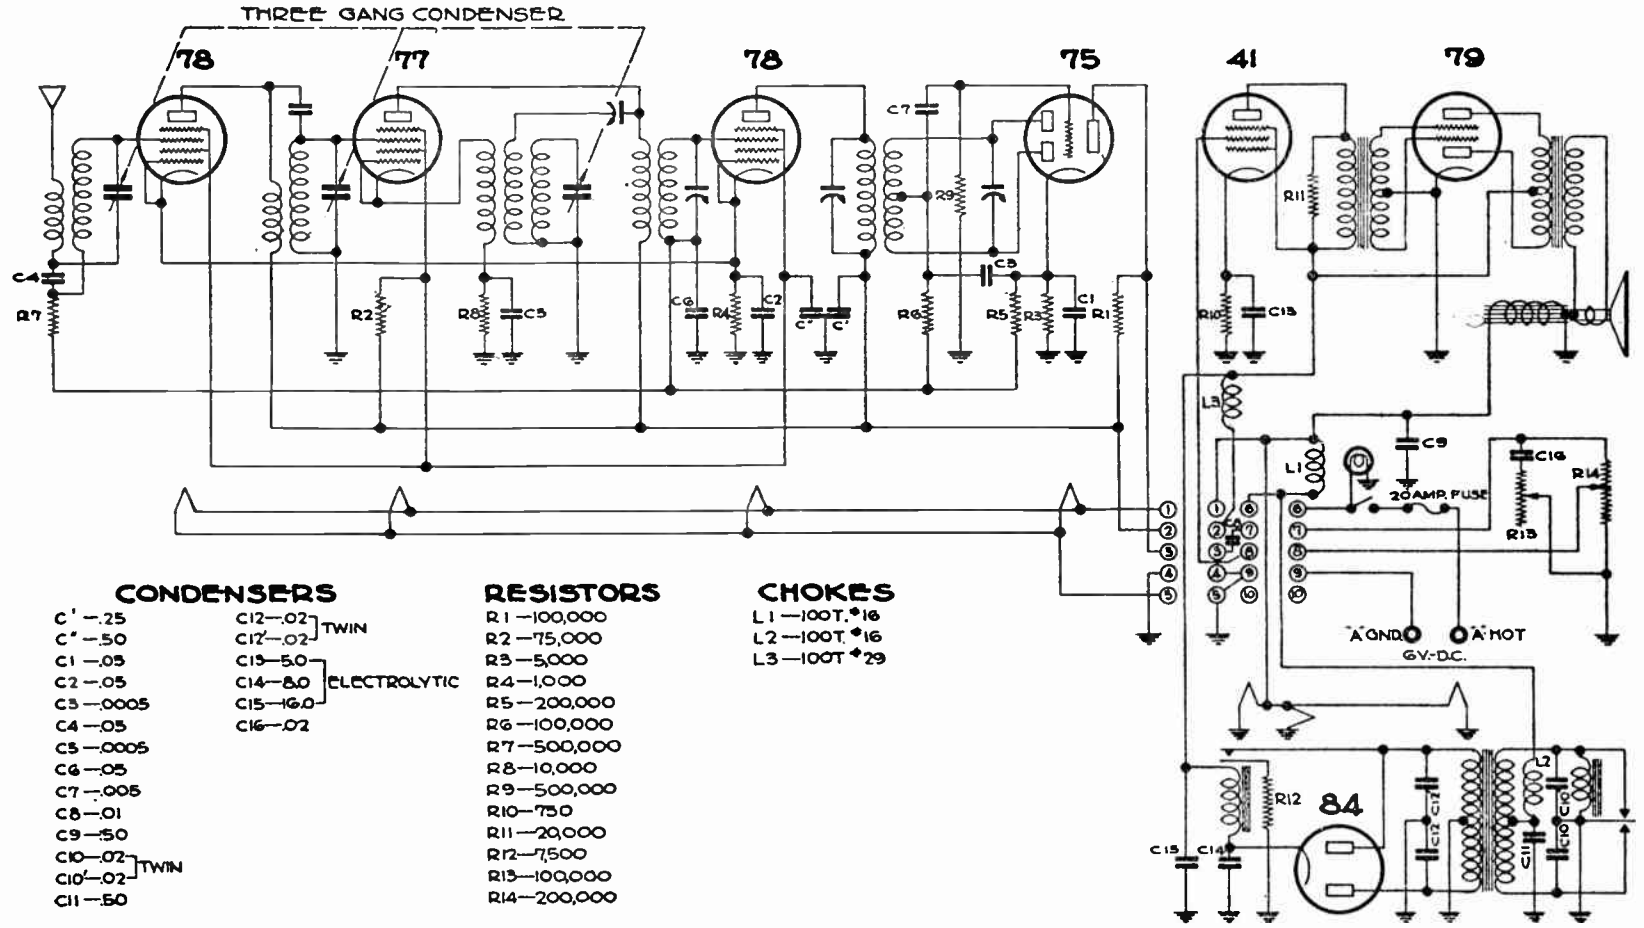 THREE GANG CONDENSER
78
77
78
75
41
79
C7
R9
R11
C4
R7
C3
R2
R8
C5
C6
R4
C2
C'
C'
R6
R5
R3
C1
R1
R10
C13
L3
L1
C9
C16
R14
20 AMP. FUSE
R13
1
2
3
4
5
1
2
3
4
5
C8
6
7
8
9
10
6
7
8
9
10
"A" GND.
"A" HOT
6V.-D.C.
CONDENSERS
C' —.25
C" —.50
C1 —.05
C2 —.05
C3 —.0005
C4 —.05
C5 —.0005
C6 —.05
C7 —.005
C8 —.01
C9 —.50
C10 —.02
C10' —.02
TWIN
C11 —.50
C12 —.02
C12' —.02
TWIN
C13 —5.0
C14 —8.0
C15 —16.0
ELECTROLYTIC
C16 —.02
RESISTORS
R1 —100,000
R2 —75,000
R3 —5,000
R4 —1,000
R5 —200,000
R6 —100,000
R7 —500,000
R8 —10,000
R9 —500,000
R10 —750
R11 —20,000
R12 —7,500
R13 —100,000
R14 —200,000
CHOKES
L1 —100T. #16
L2 —100T. #16
L3 —100T #29
R12
84
C12'
C12
L2
C10'
C10
C11
C15
C14